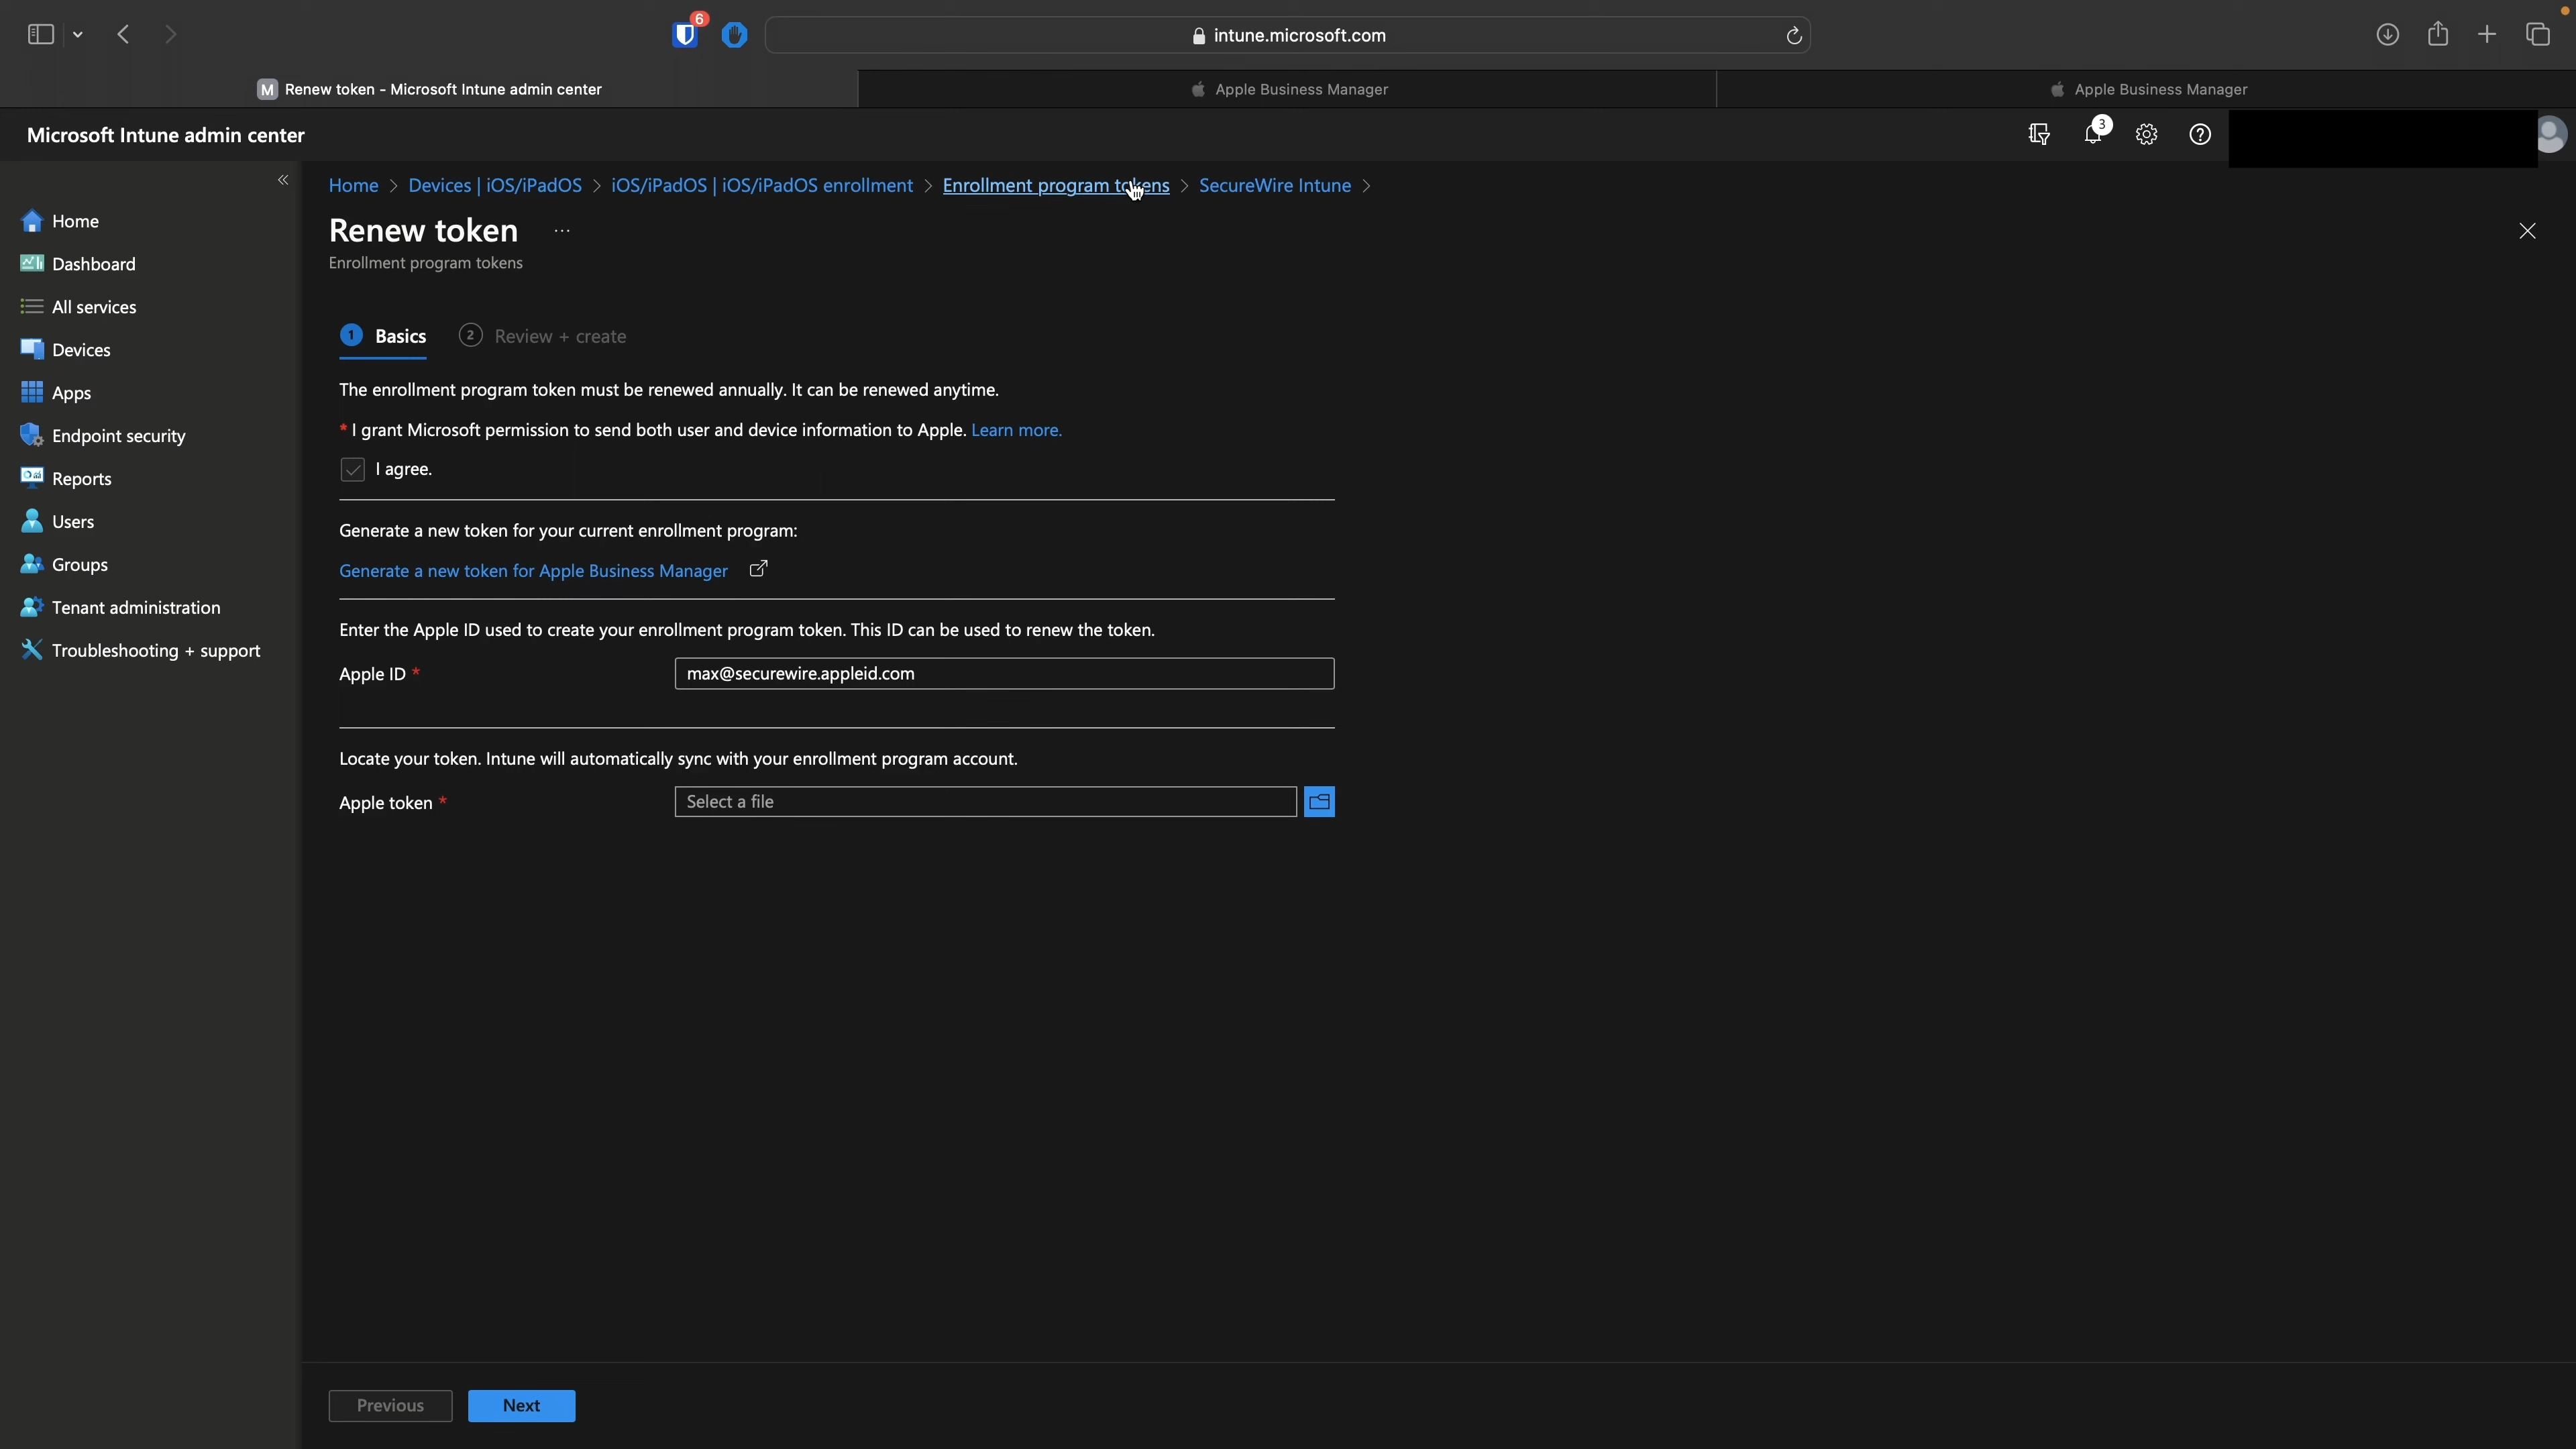 6
intune.microsoft.com
M Renew token - Microsoft Intune admin center
Apple Business Manager
Apple Business Manager
Microsoft Intune admin center
3
Home > Devices | iOS/iPadOS > iOS/iPadOS | iOS/iPadOS enrollment > Enrollment program tokens > SecureWire Intune >
Renew token ...
Enrollment program tokens
Home
Dashboard
All services
Devices
Apps
Endpoint security
Reports
Users
Groups
Tenant administration
Troubleshooting + support
1 Basics
2 Review + create
The enrollment program token must be renewed annually. It can be renewed anytime.
* I grant Microsoft permission to send both user and device information to Apple. Learn more.
I agree.
Generate a new token for your current enrollment program:
Generate a new token for Apple Business Manager
Enter the Apple ID used to create your enrollment program token. This ID can be used to renew the token.
Apple ID * max@securewire.appleid.com
Locate your token. Intune will automatically sync with your enrollment program account.
Apple token * Select a file
Previous
Next